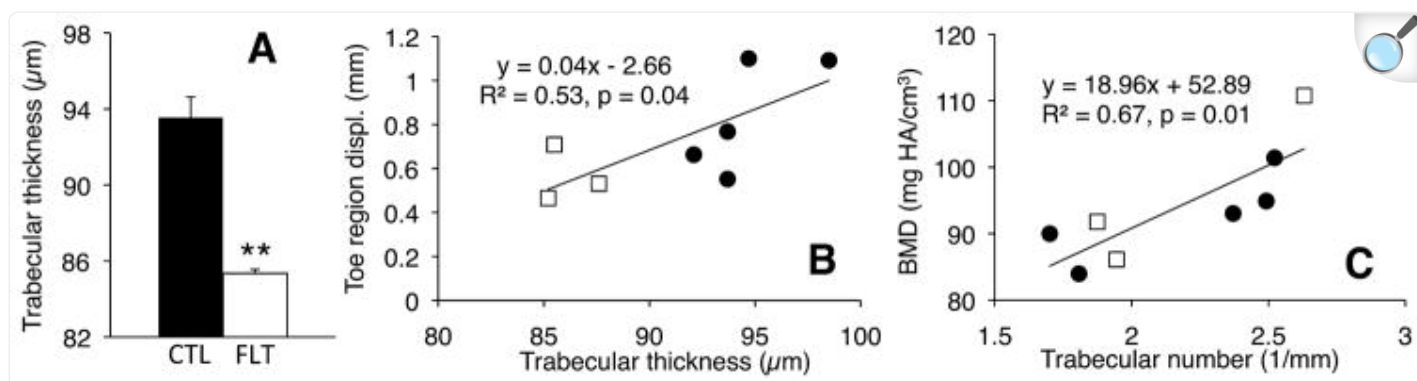 A
Trabecular thickness (µm)
98
94
90
86
82
**
CTL FLT
B
Toe region displ. (mm)
1.2
1
0.8
0.6
0.4
0.2
0
y = 0.04x - 2.66
R² = 0.53, p = 0.04
80 85 90 95 100
Trabecular thickness (µm)
C
BMD (mg HA/cm³)
120
110
100
90
80
y = 18.96x + 52.89
R² = 0.67, p = 0.01
1.5 2 2.5 3
Trabecular number (1/mm)